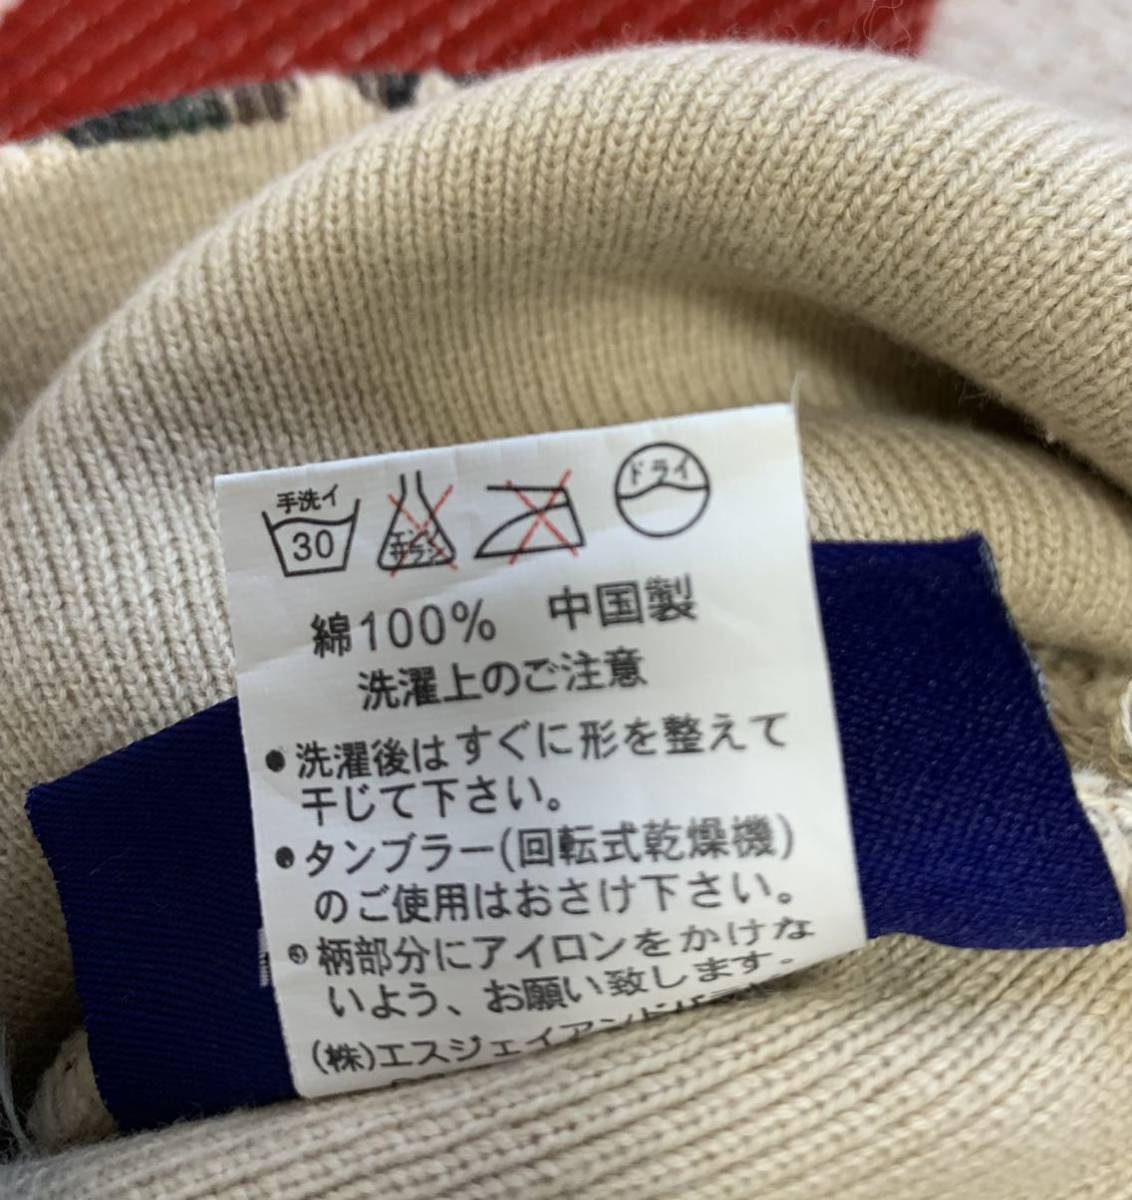 手洗イ
30
エンソ
サラシ
ドライ
綿100% 中国製
洗濯上のご注意
●洗濯後はすぐに形を整えて
干じて下さい。
●タンブラー(回転式乾燥機)
のご使用はおさけ下さい。
柄部分にアイロンをかけな
いよう、お願い致します。
(株)エスジェイアンド